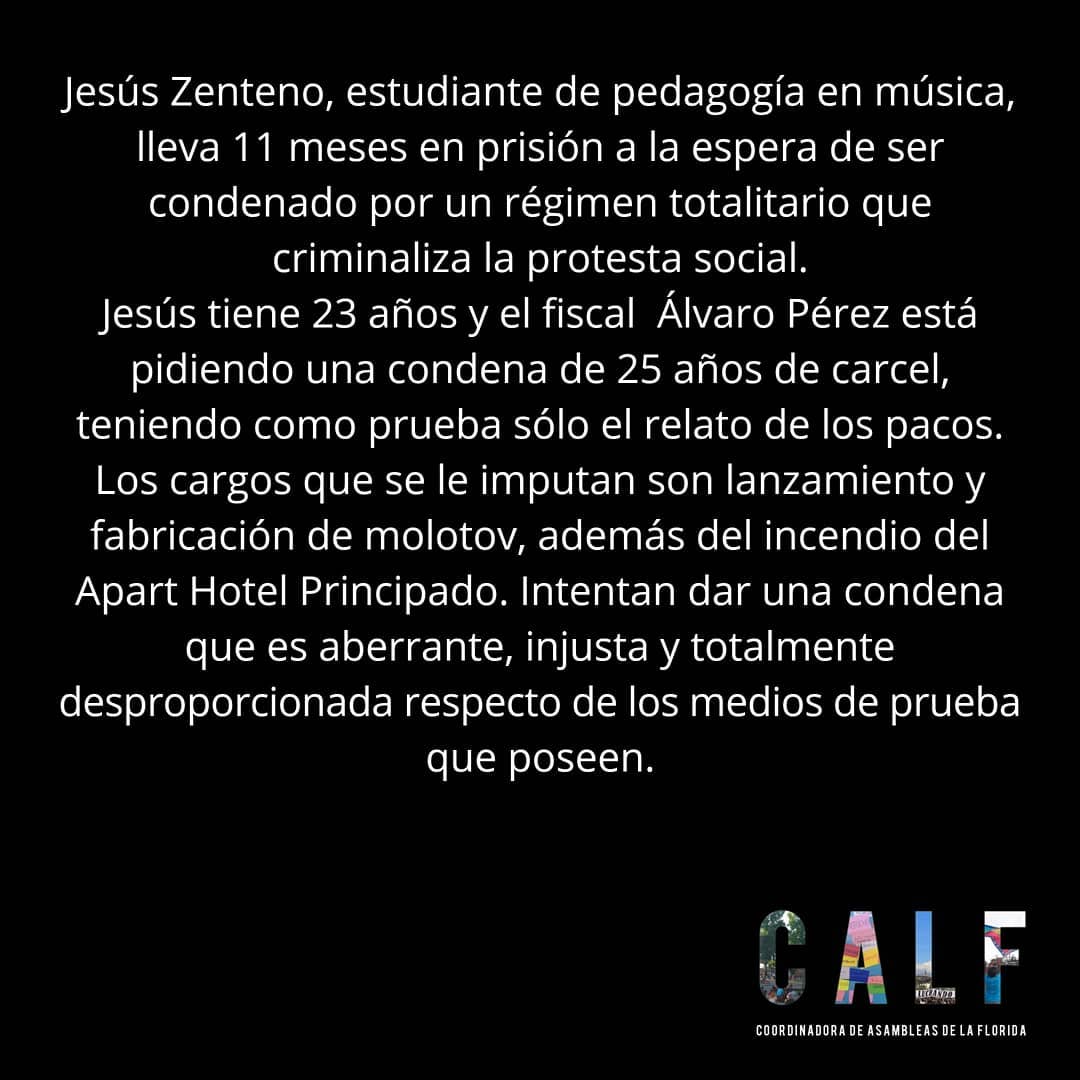 Jesús Zenteno, estudiante de pedagogía en música,
lleva 11 meses en prisión a la espera de ser
condenado por un régimen totalitario que
criminaliza la protesta social.
Jesús tiene 23 años y el fiscal  Álvaro Pérez está
pidiendo una condena de 25 años de carcel,
teniendo como prueba sólo el relato de los pacos.
Los cargos que se le imputan son lanzamiento y
fabricación de molotov, además del incendio del
Apart Hotel Principado. Intentan dar una condena
que es aberrante, injusta y totalmente
desproporcionada respecto de los medios de prueba
que poseen.
CALF
COORDINADORA DE ASAMBLEAS DE LA FLORIDA